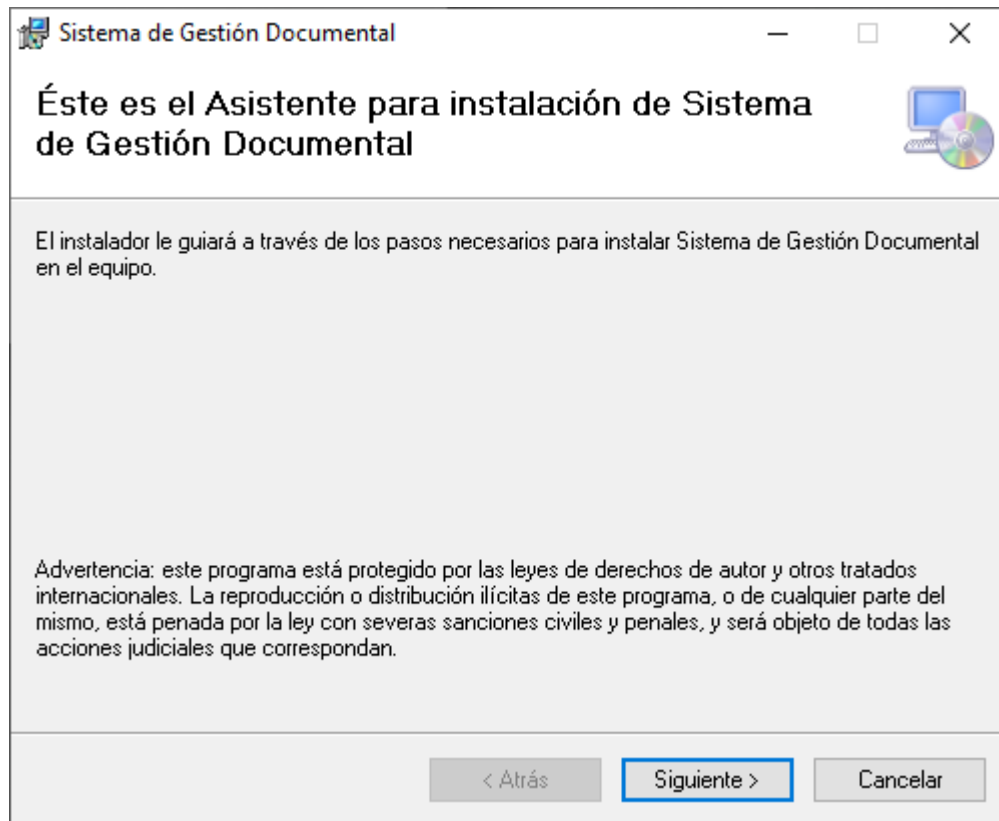 Sistema de Gestión Documental
Éste es el Asistente para instalación de Sistema
de Gestión Documental
El instalador le guiará a través de los pasos necesarios para instalar Sistema de Gestión Documental
en el equipo.
Advertencia: este programa está protegido por las leyes de derechos de autor y otros tratados
internacionales. La reproducción o distribución ilícitas de este programa, o de cualquier parte del
mismo, está penada por la ley con severas sanciones civiles y penales, y será objeto de todas las
acciones judiciales que correspondan.
< Atrás
Siguiente >
Cancelar